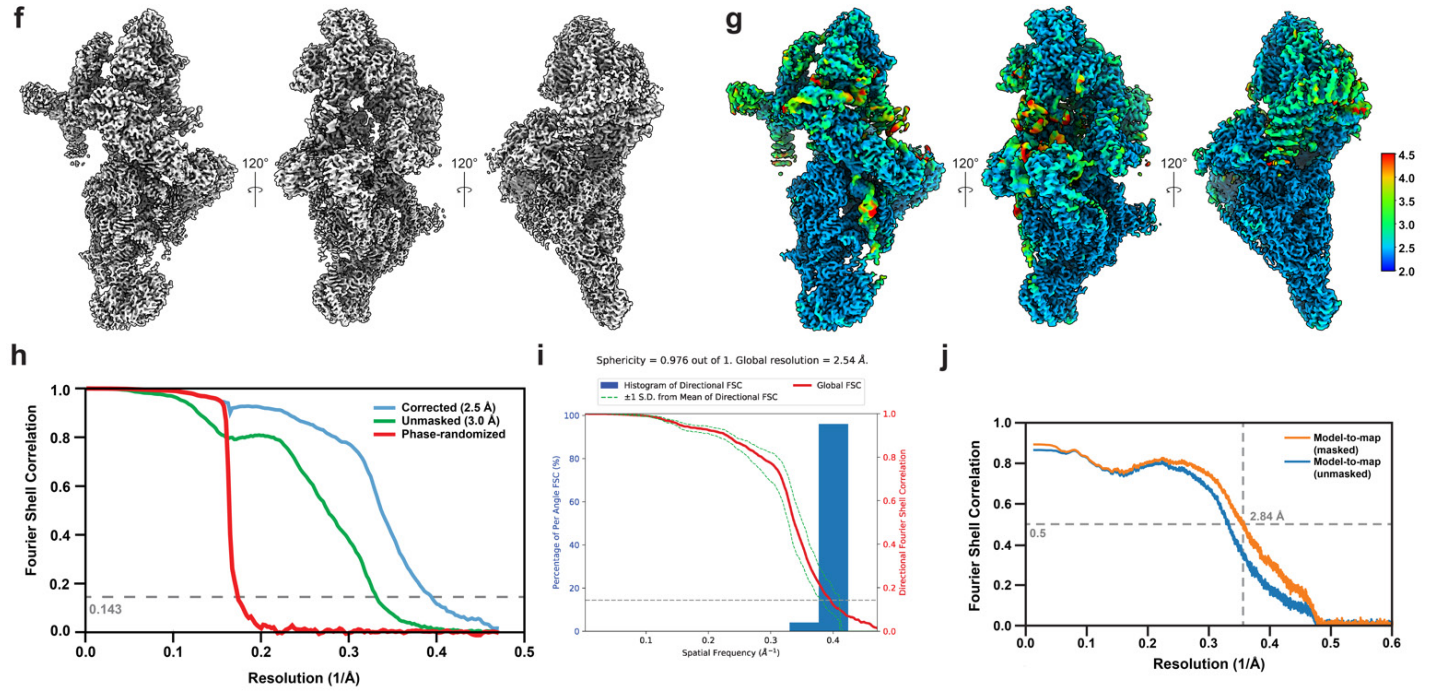 f
g
120°
120°
120°
120°
4.5
4.0
3.5
3.0
2.5
2.0
h
1.0
0.8
0.6
0.4
0.2
0.0
Fourier Shell Correlation
Corrected (2.5 Å)
Unmasked (3.0 Å)
Phase-randomized
0.143
0.0
0.1
0.2
0.3
0.4
0.5
Resolution (1/Å)
i
Sphericity = 0.976 out of 1. Global resolution = 2.54 Å.
Histogram of Directional FSC
±1 S.D. from Mean of Directional FSC
Global FSC
100
80
60
40
20
0
Percentage of Per Angle FSC (%)
1.0
0.8
0.6
0.4
0.2
0.0
Directional Fourier Shell Correlation
0.1
0.2
0.3
0.4
Spatial Frequency (Å⁻¹)
j
1.0
0.8
0.6
0.4
0.2
0.0
Fourier Shell Correlation
Model-to-map
(masked)
Model-to-map
(unmasked)
2.84 Å
0.5
0.0
0.1
0.2
0.3
0.4
0.5
0.6
Resolution (1/Å)